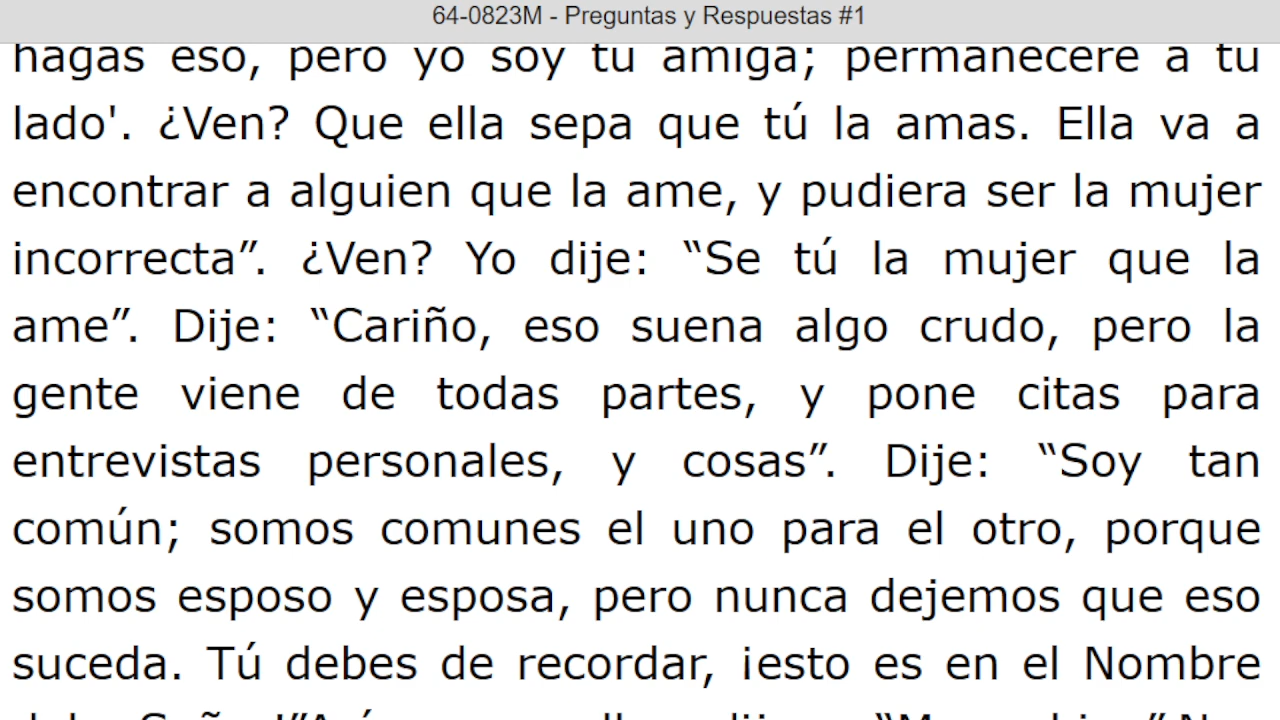 64-0823M - Preguntas y Respuestas #1
hagas eso, pero yo soy tu amiga; permaneceré a tu
lado'. ¿Ven? Que ella sepa que tú la amas. Ella va a
encontrar a alguien que la ame, y pudiera ser la mujer
incorrecta”. ¿Ven? Yo dije: “Se tú la mujer que la
ame”. Dije: “Cariño, eso suena algo crudo, pero la
gente viene de todas partes, y pone citas para
entrevistas personales, y cosas”. Dije: “Soy tan
común; somos comunes el uno para el otro, porque
somos esposo y esposa, pero nunca dejemos que eso
suceda. Tú debes de recordar, ¡esto es en el Nombre